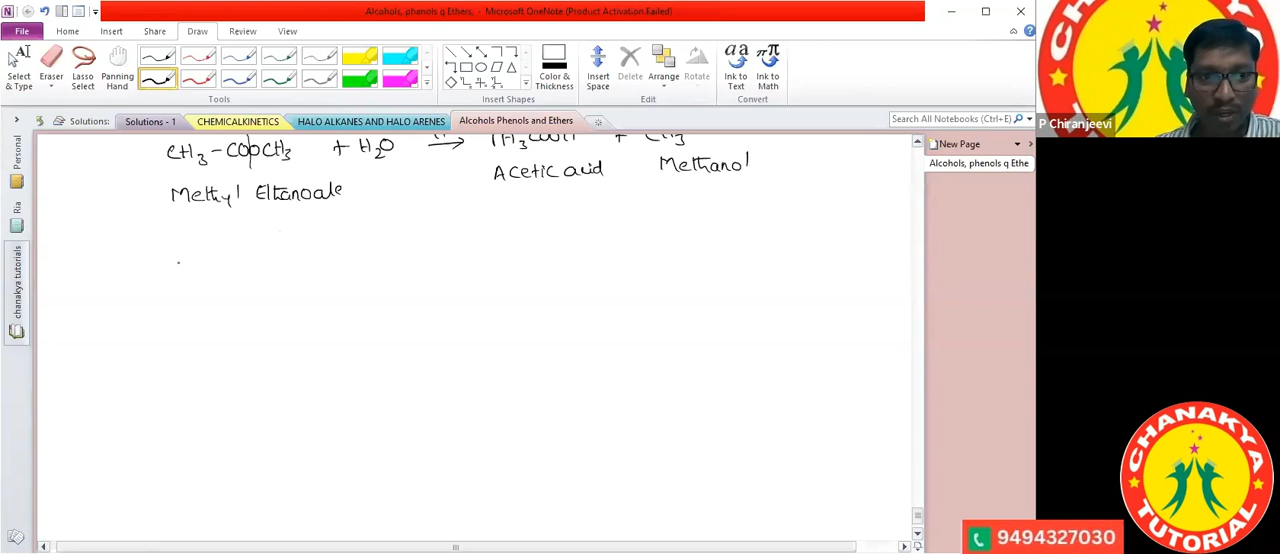 Alcohols, phenols q Ethers, - Microsoft OneNote (Product Activation Failed)
File Home Insert Share Draw Review View
Select & Type Eraser Lasso Select Panning Hand
Color & Thickness Insert Space Delete Arrange Rotate Ink to Text Ink to Math
Tools Insert Shapes Edit Convert
Solutions: Solutions - 1 CHEMICALKINETICS HALO ALKANES AND HALO ARENES Alcohols Phenols and Ethers
Search All Notebooks (Ctrl+E)
New Page
Alcohols, phenols q Ethe
Personal
Ria
chanakya tutorials
CH3 - COOCH3 + H2O
Acetic acid Methanol
Methyl Ethanoate
P Chiranjeevi
CHANAKYA
TUTORIAL
9494327030